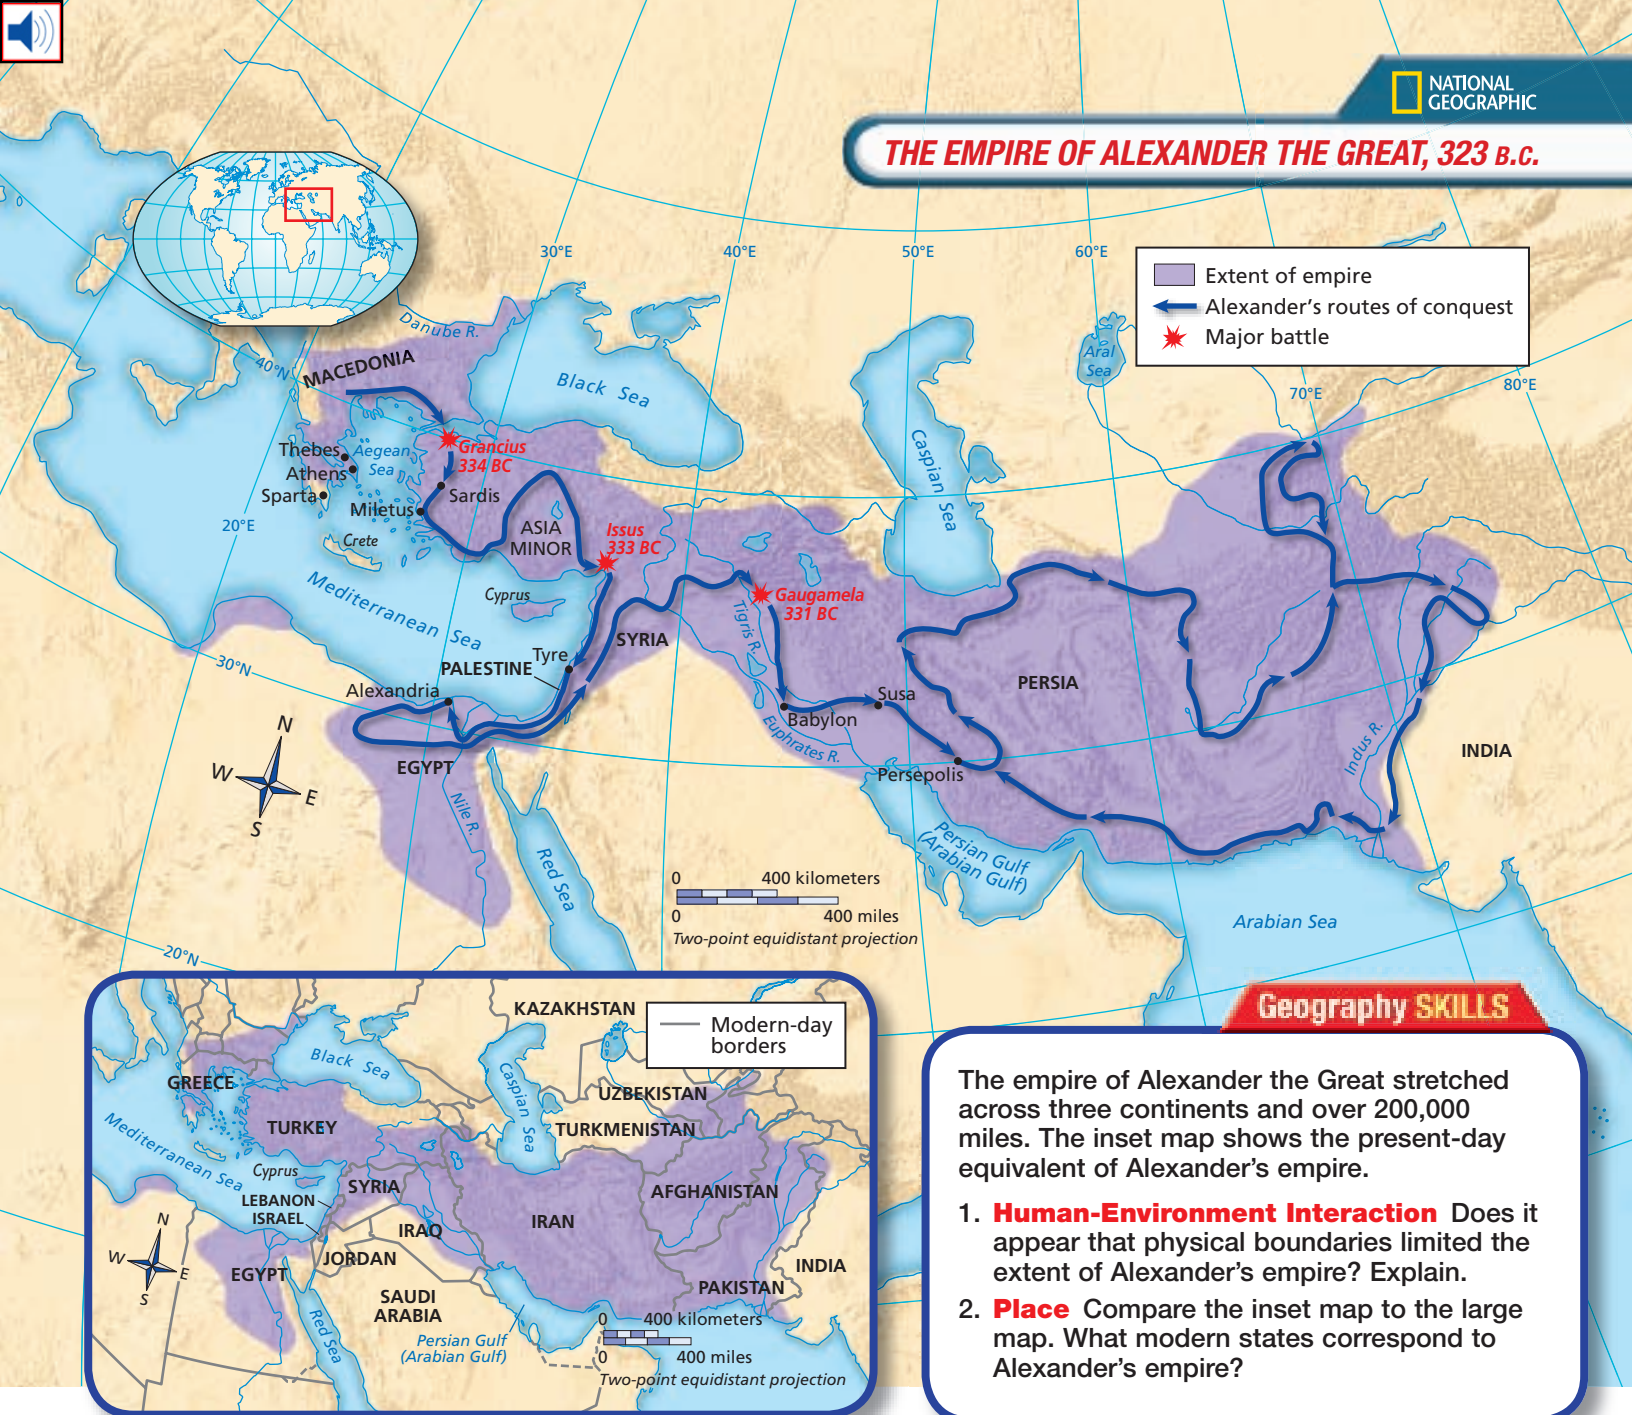 NATIONAL
GEOGRAPHIC
THE EMPIRE OF ALEXANDER THE GREAT, 323 B.C.
30°E
40°E
50°E
60°E
Extent of empire
Alexander's routes of conquest
Major battle
70°E
80°E
Danube R.
40°N
MACEDONIA
Black Sea
Aral
Sea
Caspian Sea
Thebes
Aegean
Sea
Athens
Sparta
Grancius
334 BC
Sardis
Miletus
20°E
Crete
ASIA
MINOR
Issus
333 BC
Cyprus
Gaugamela
331 BC
Mediterranean Sea
Tigris R.
SYRIA
30°N
PALESTINE
Tyre
Alexandria
PERSIA
Susa
Babylon
Euphrates R.
Persepolis
Indus R.
INDIA
N
W
E
S
EGYPT
Nile R.
Red Sea
Persian Gulf
(Arabian Gulf)
0
400 kilometers
0
400 miles
Two-point equidistant projection
Arabian Sea
20°N
KAZAKHSTAN
Modern-day
borders
Black Sea
Caspian Sea
GREECE
UZBEKISTAN
TURKEY
TURKMENISTAN
Mediterranean Sea
Cyprus
SYRIA
LEBANON
ISRAEL
AFGHANISTAN
IRAQ
IRAN
N
W
E
S
JORDAN
EGYPT
INDIA
PAKISTAN
SAUDI
ARABIA
Red Sea
Persian Gulf
(Arabian Gulf)
0
400 kilometers
0
400 miles
Two-point equidistant projection
Geography SKILLS
The empire of Alexander the Great stretched
across three continents and over 200,000
miles. The inset map shows the present-day
equivalent of Alexander's empire.
1. Human-Environment Interaction Does it
appear that physical boundaries limited the
extent of Alexander's empire? Explain.
2. Place Compare the inset map to the large
map. What modern states correspond to
Alexander's empire?